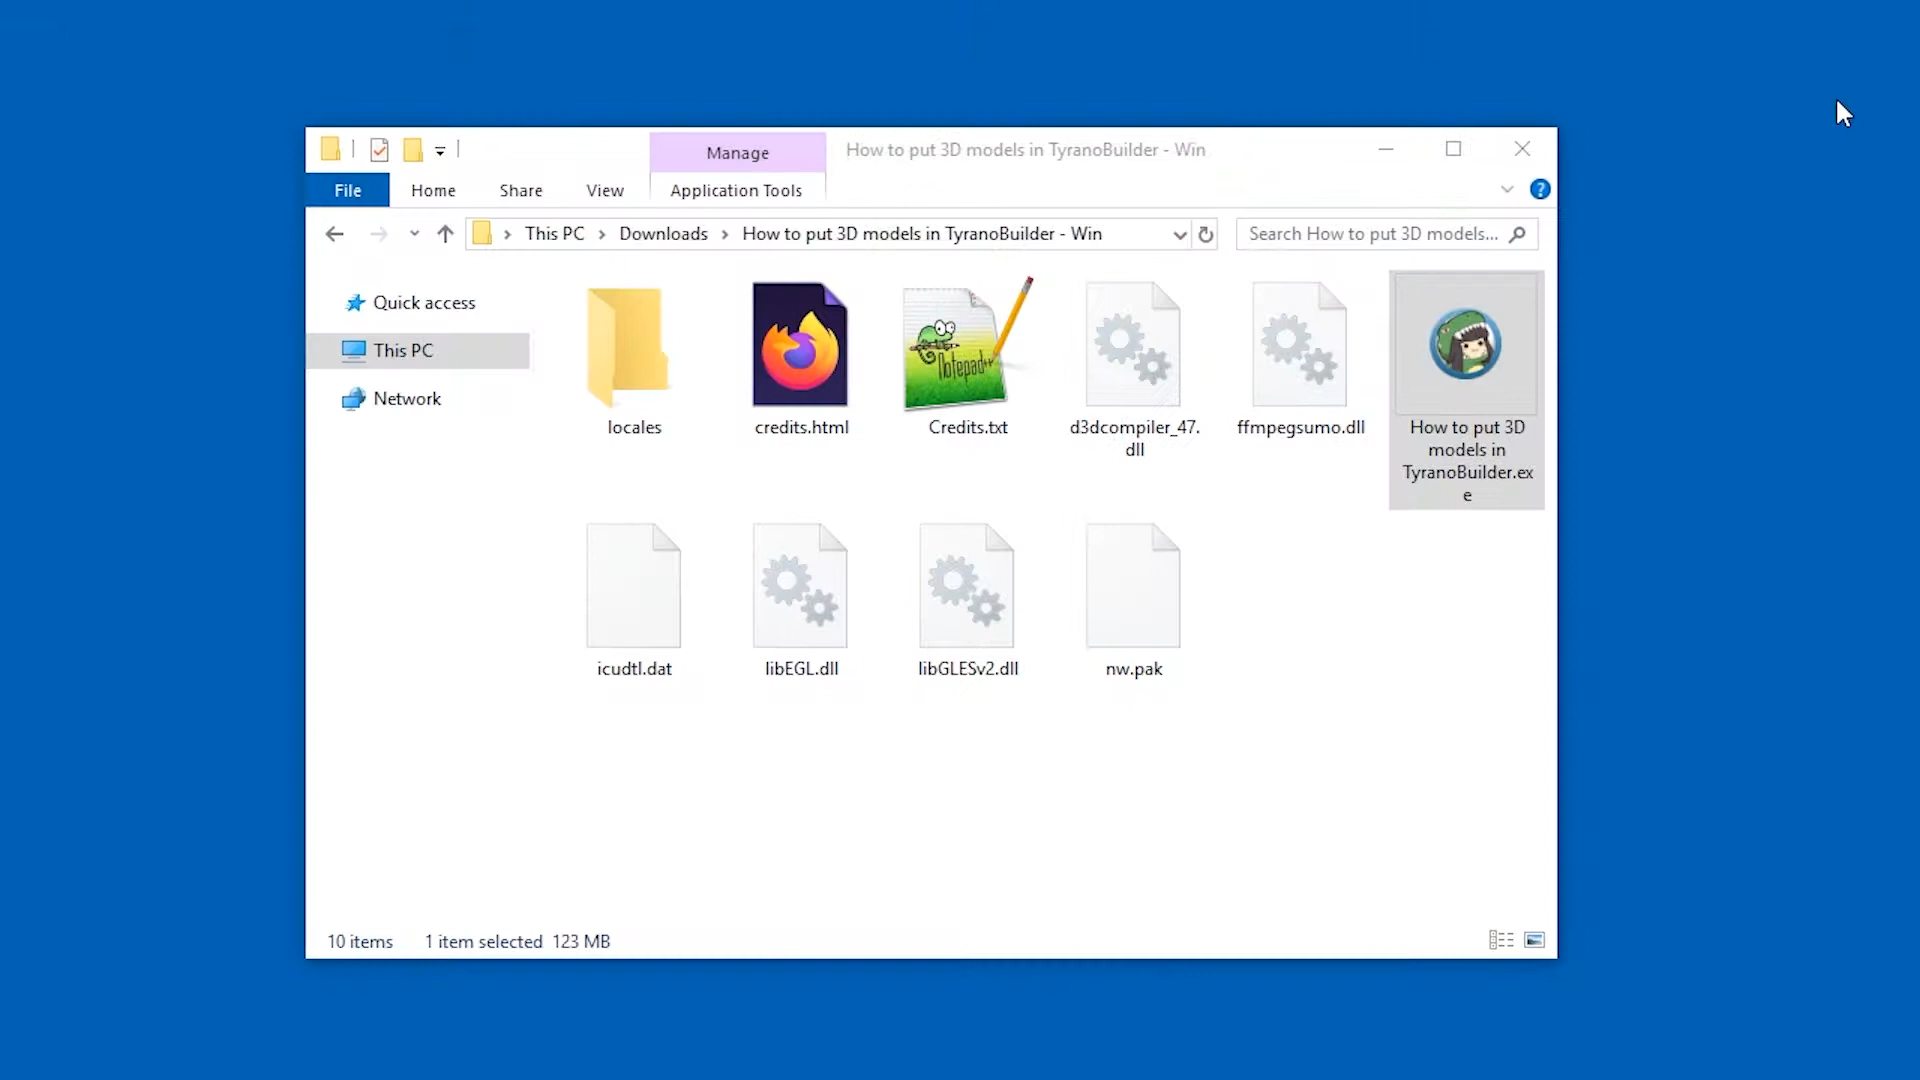 Manage
How to put 3D models in TyranoBuilder - Win
File
Home
Share
View
Application Tools
?
This PC
Downloads
How to put 3D models in TyranoBuilder - Win
Search How to put 3D models...
Quick access
This PC
Network
locales
credits.html
Notepad++
Credits.txt
d3dcompiler_47.
dll
ffmpegsumo.dll
How to put 3D
models in
TyranoBuilder.ex
e
icudtl.dat
libEGL.dll
libGLESv2.dll
nw.pak
10 items
1 item selected 123 MB